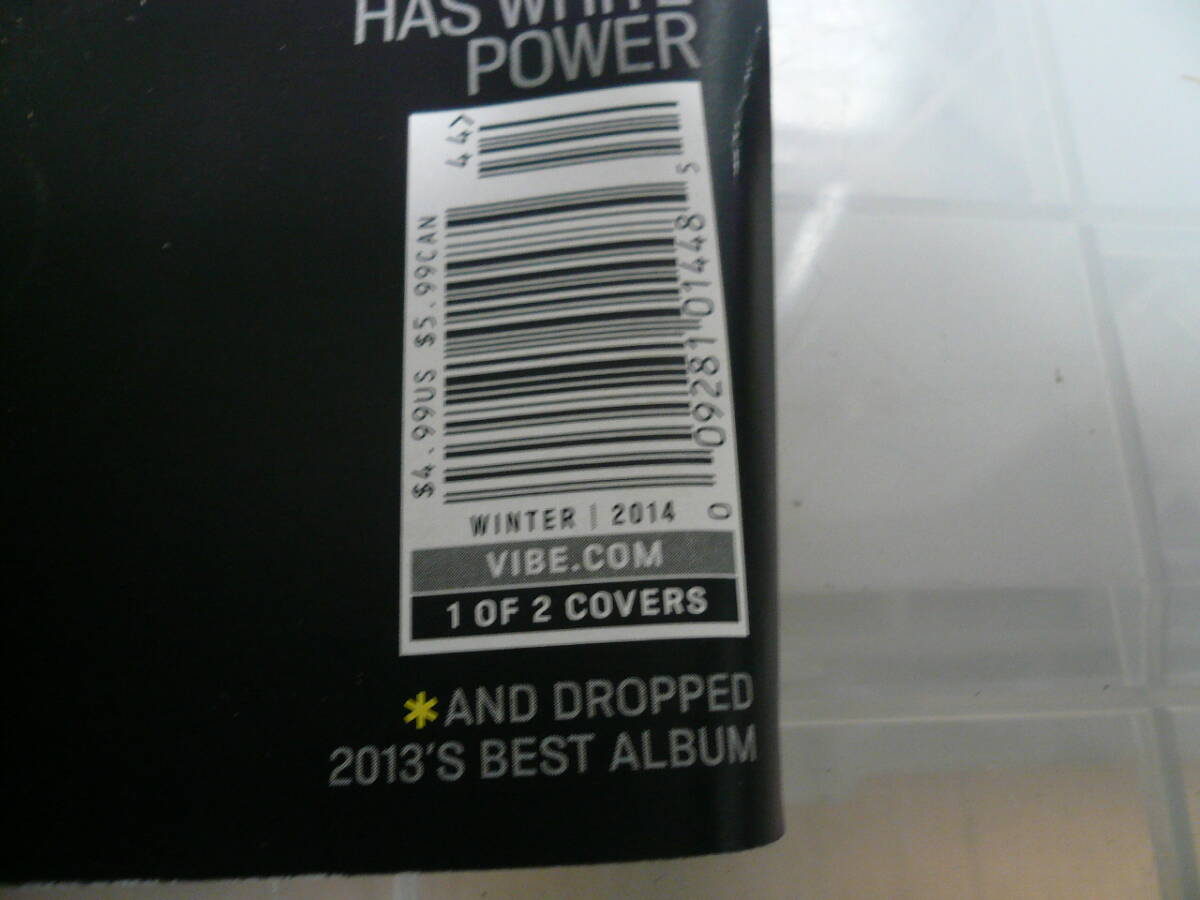 HAS WHITE
POWER
44>
$4.99US $5.99CAN
0 09281 01448 5
WINTER | 2014
VIBE.COM
1 OF 2 COVERS
*AND DROPPED
2013'S BEST ALBUM